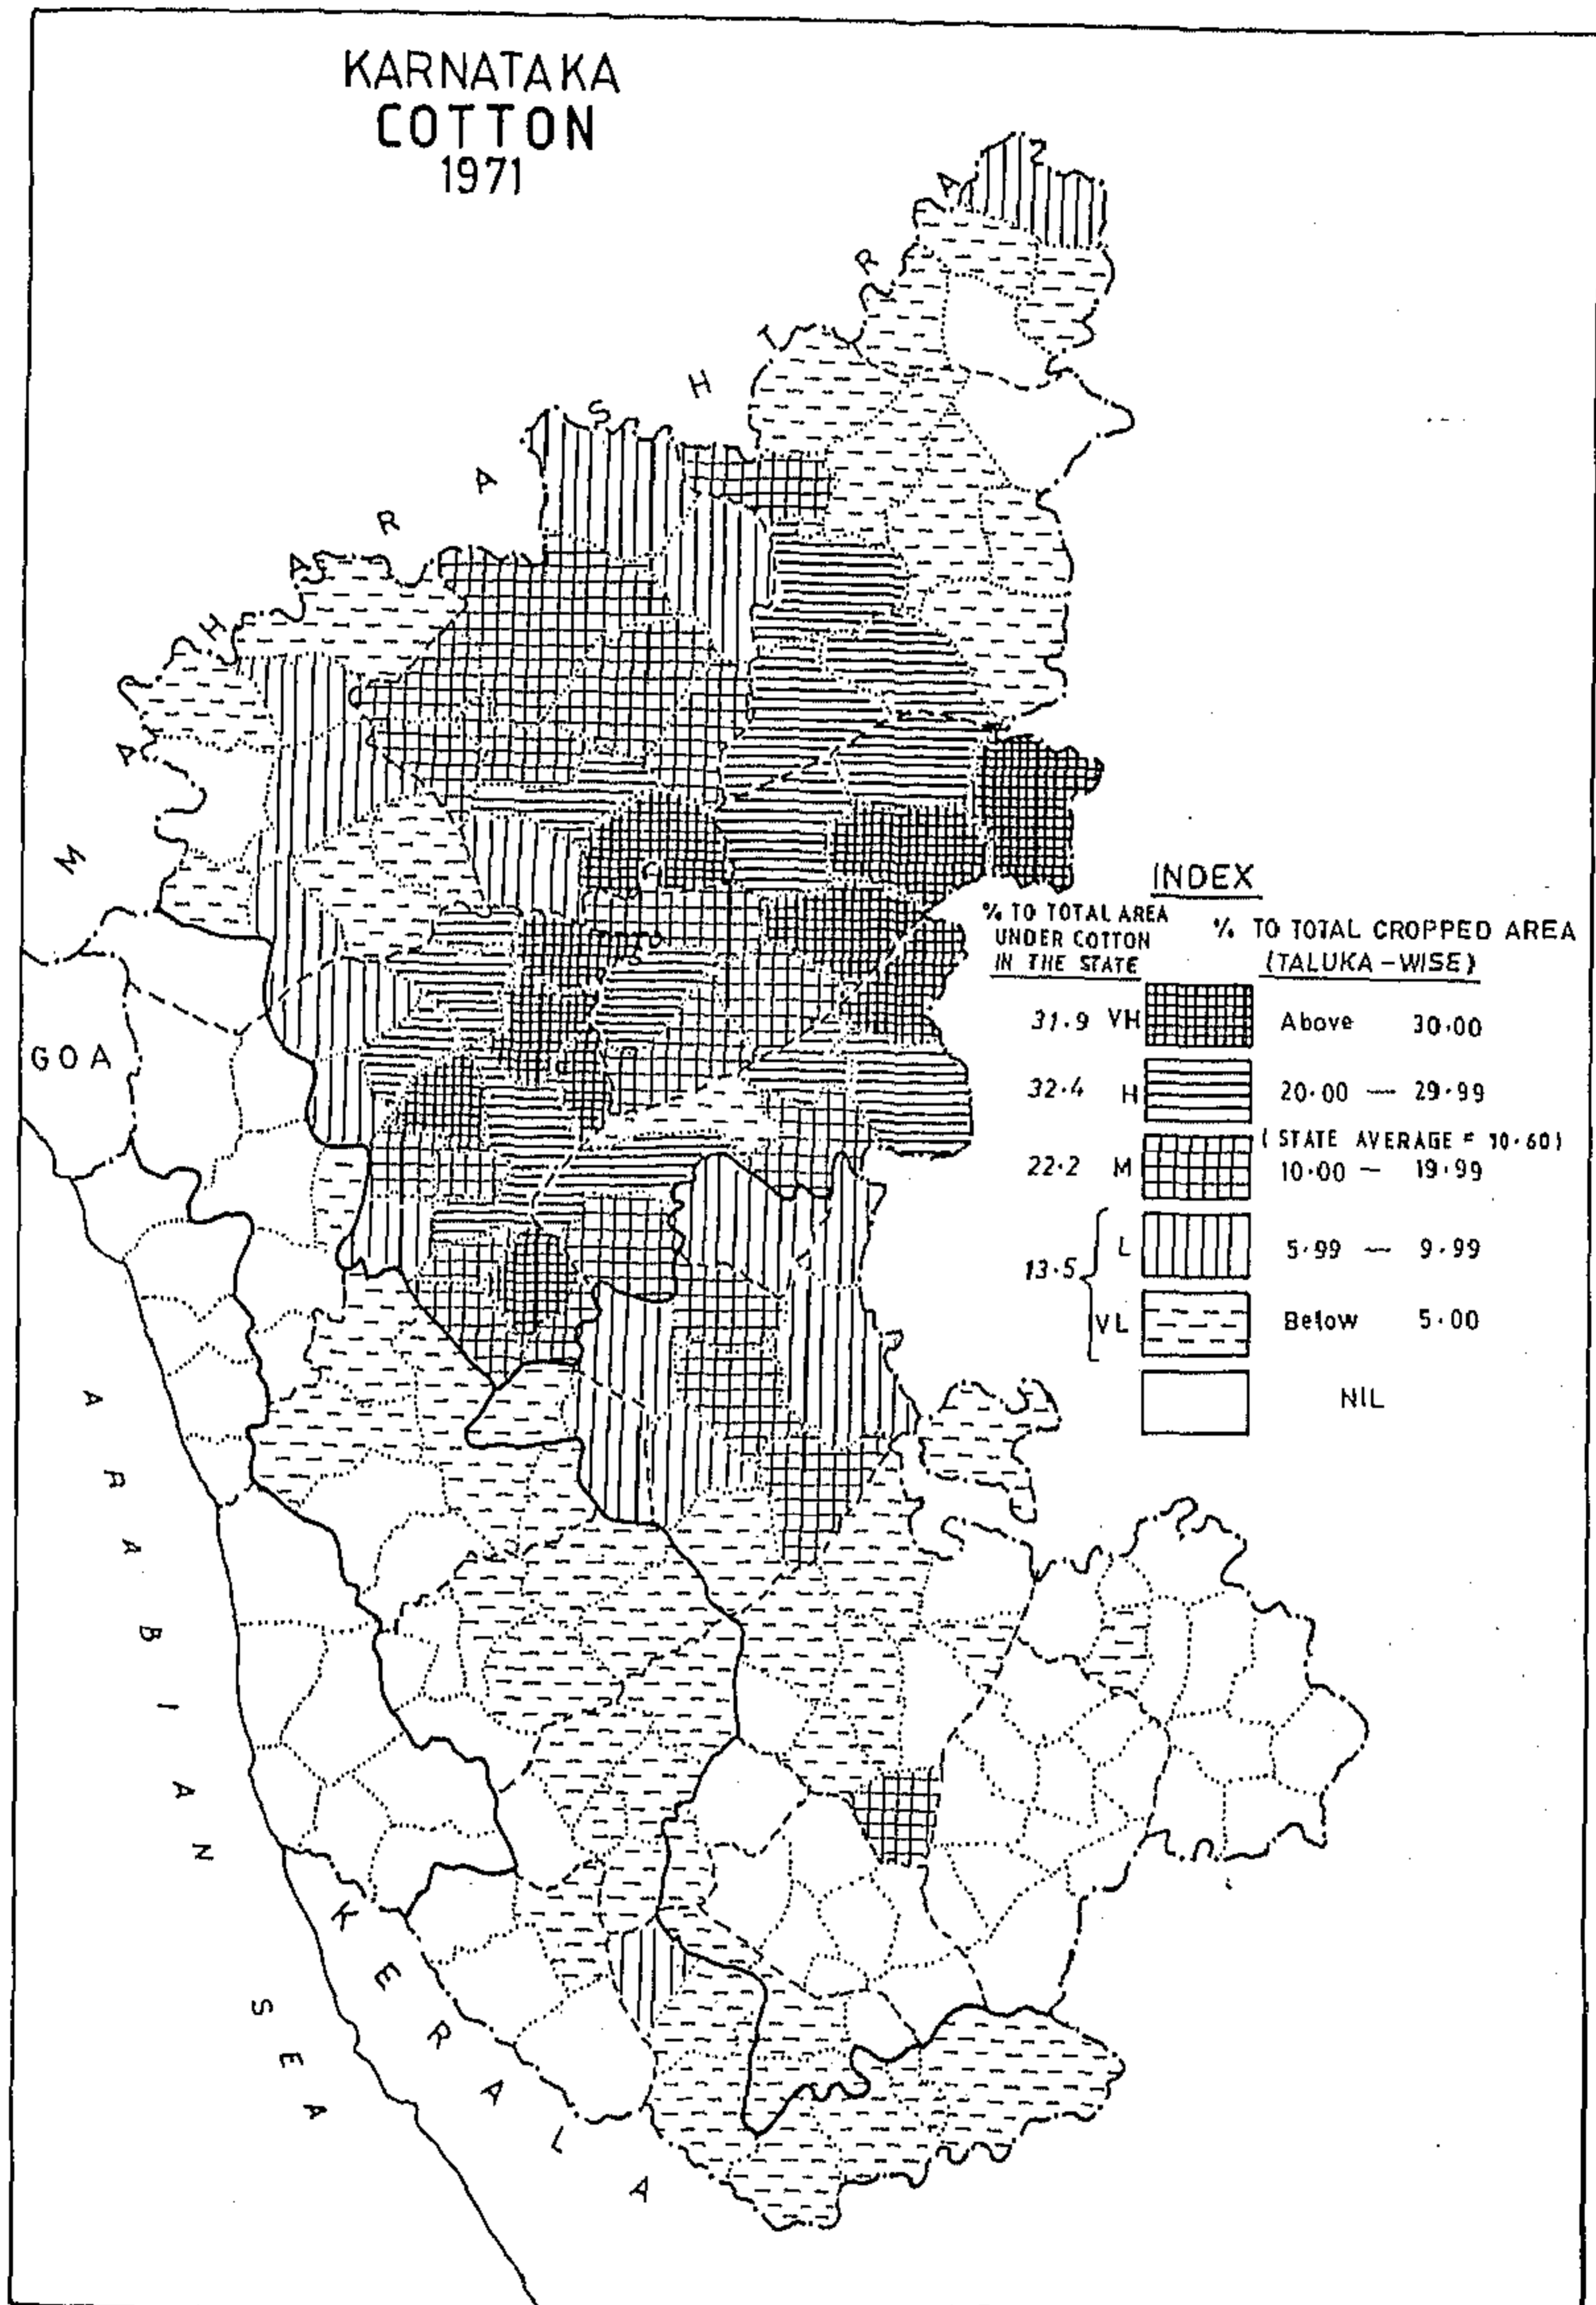 KARNATAKA
COTTON
1971
MAHARASHTRA
GOA
ARABIAN SEA
KERALA
INDEX
% TO TOTAL AREA
UNDER COTTON
IN THE STATE
% TO TOTAL CROPPED AREA
(TALUKA-WISE)
31.9 VH Above 30.00
32.4 H 20.00 — 29.99
(STATE AVERAGE = 10.60)
22.2 M 10.00 — 19.99
13.5
L 5.99 — 9.99
VL Below 5.00
NIL